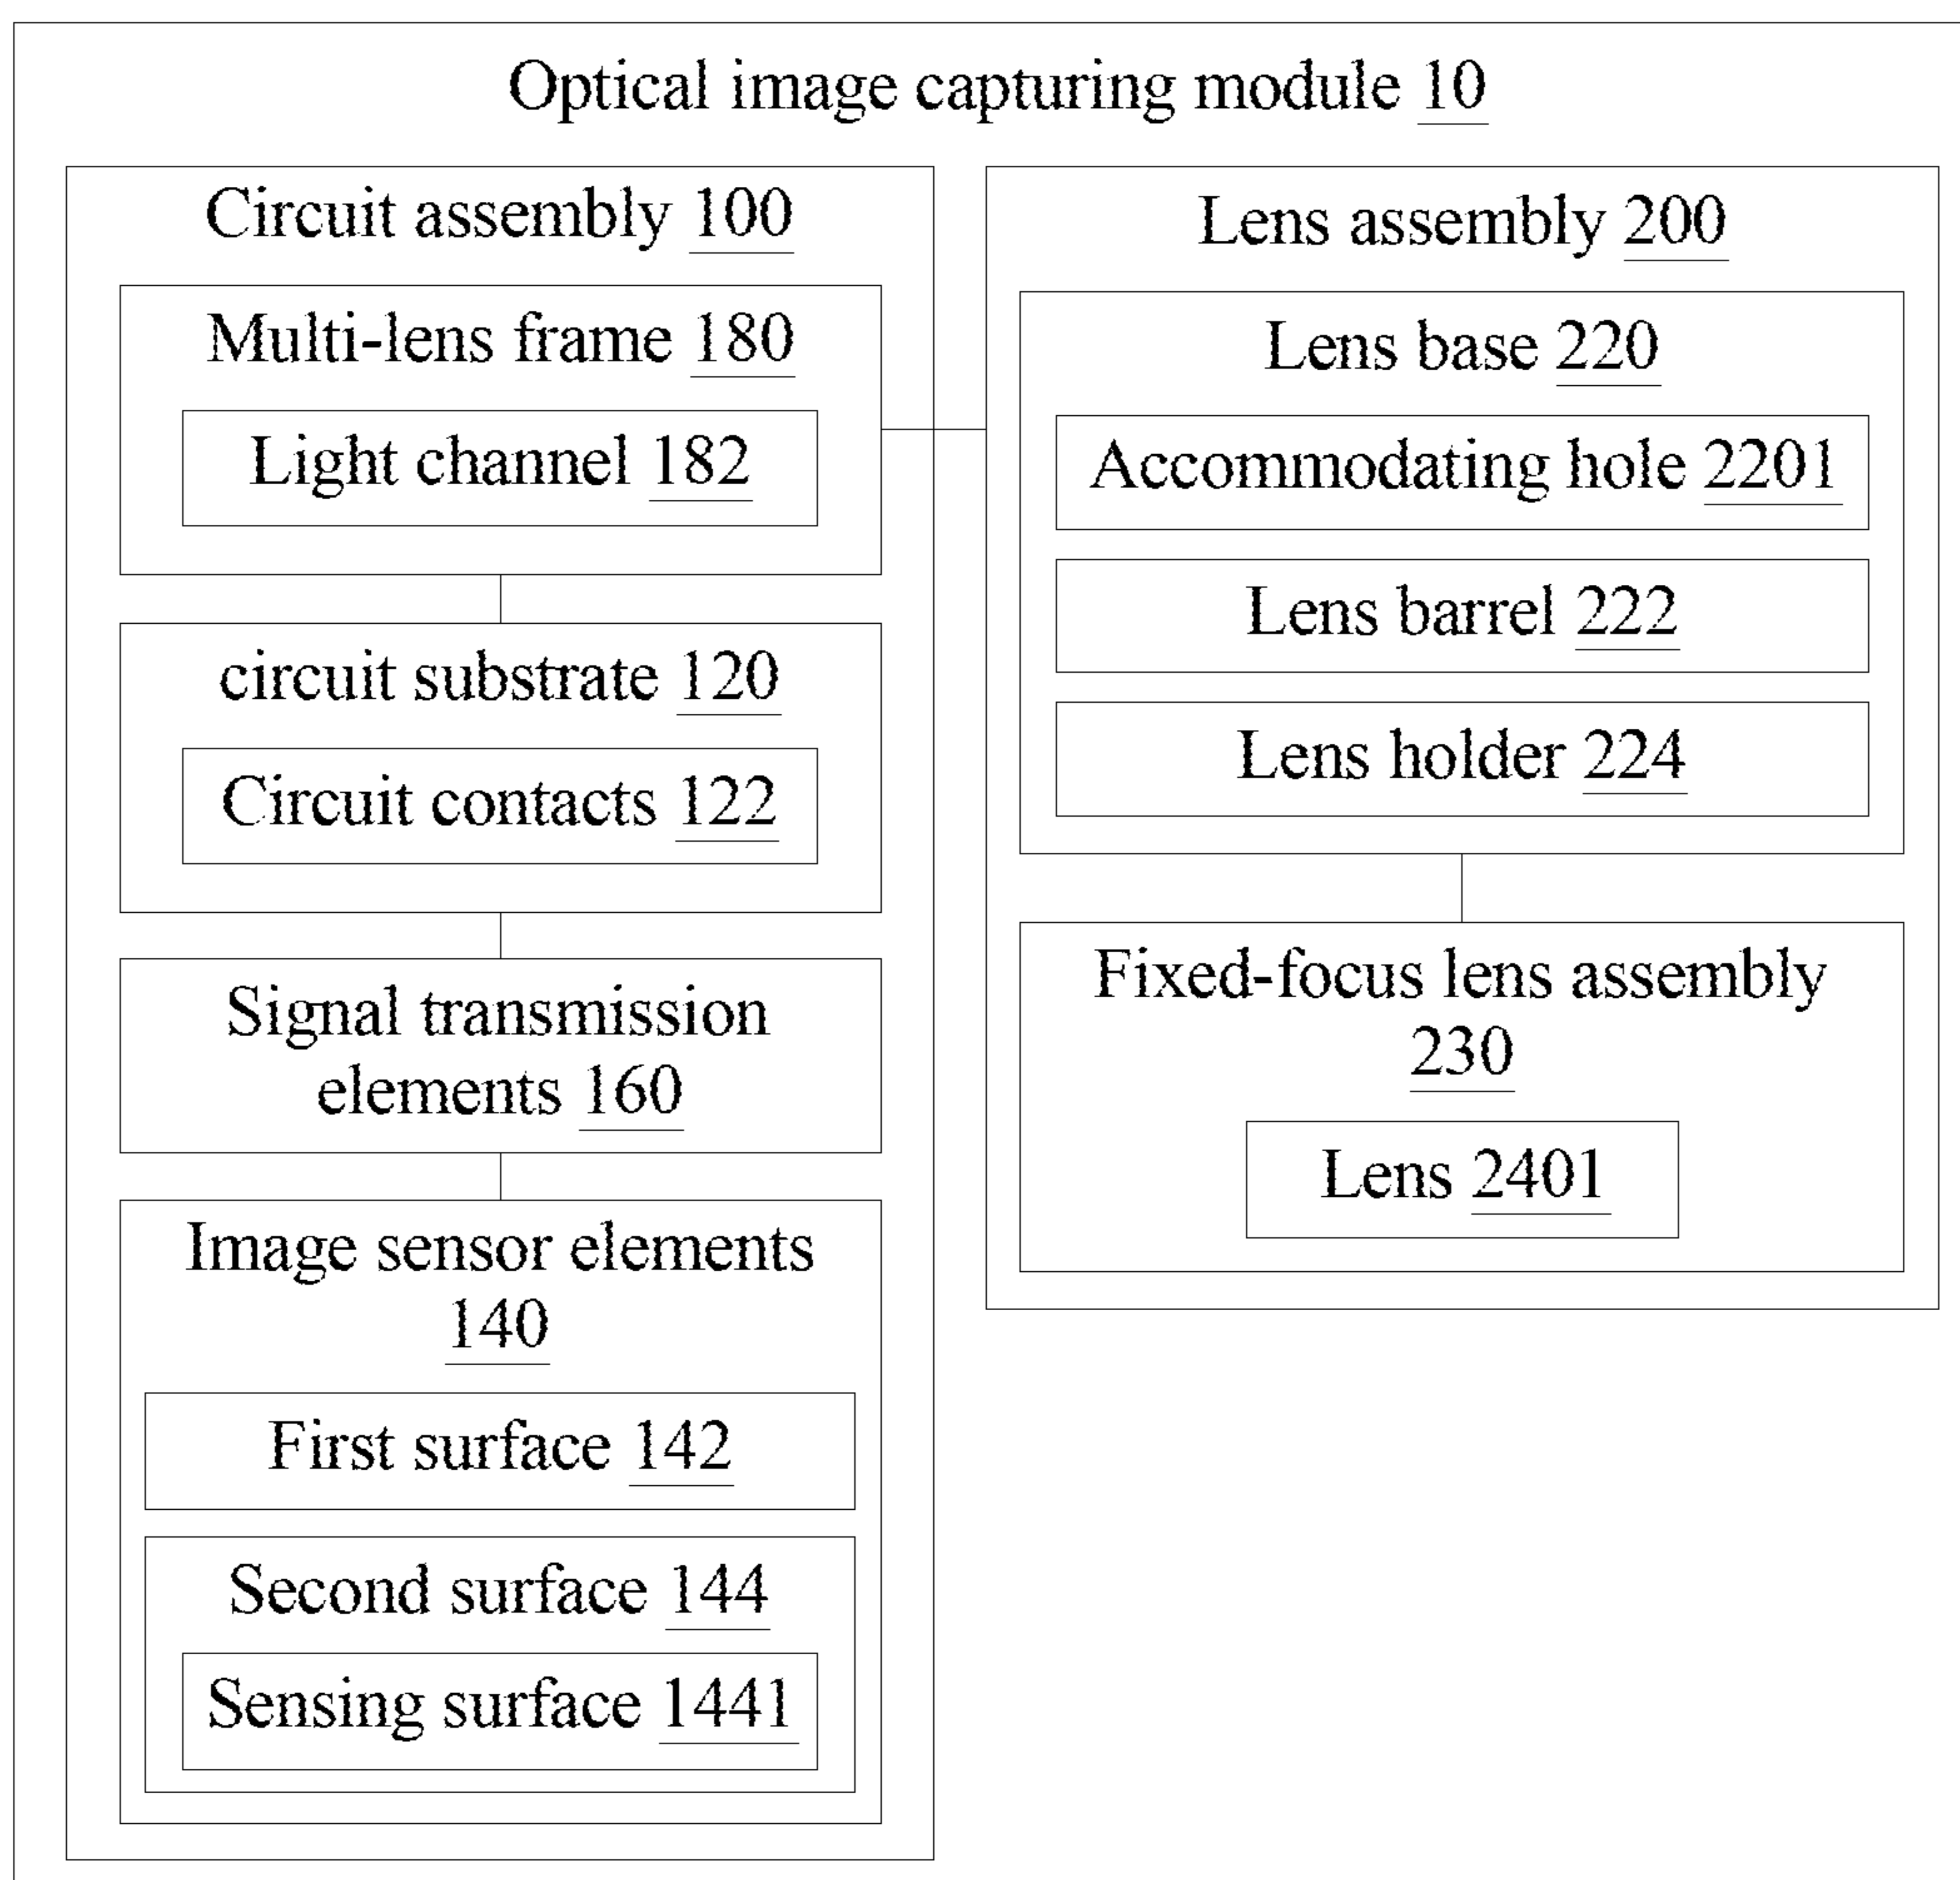 Optical image capturing module 10
Circuit assembly 100
Multi-lens frame 180
Light channel 182
circuit substrate 120
Circuit contacts 122
Signal transmission
elements 160
Image sensor elements
140
First surface 142
Second surface 144
Sensing surface 1441
Lens assembly 200
Lens base 220
Accommodating hole 2201
Lens barrel 222
Lens holder 224
Fixed-focus lens assembly
230
Lens 2401